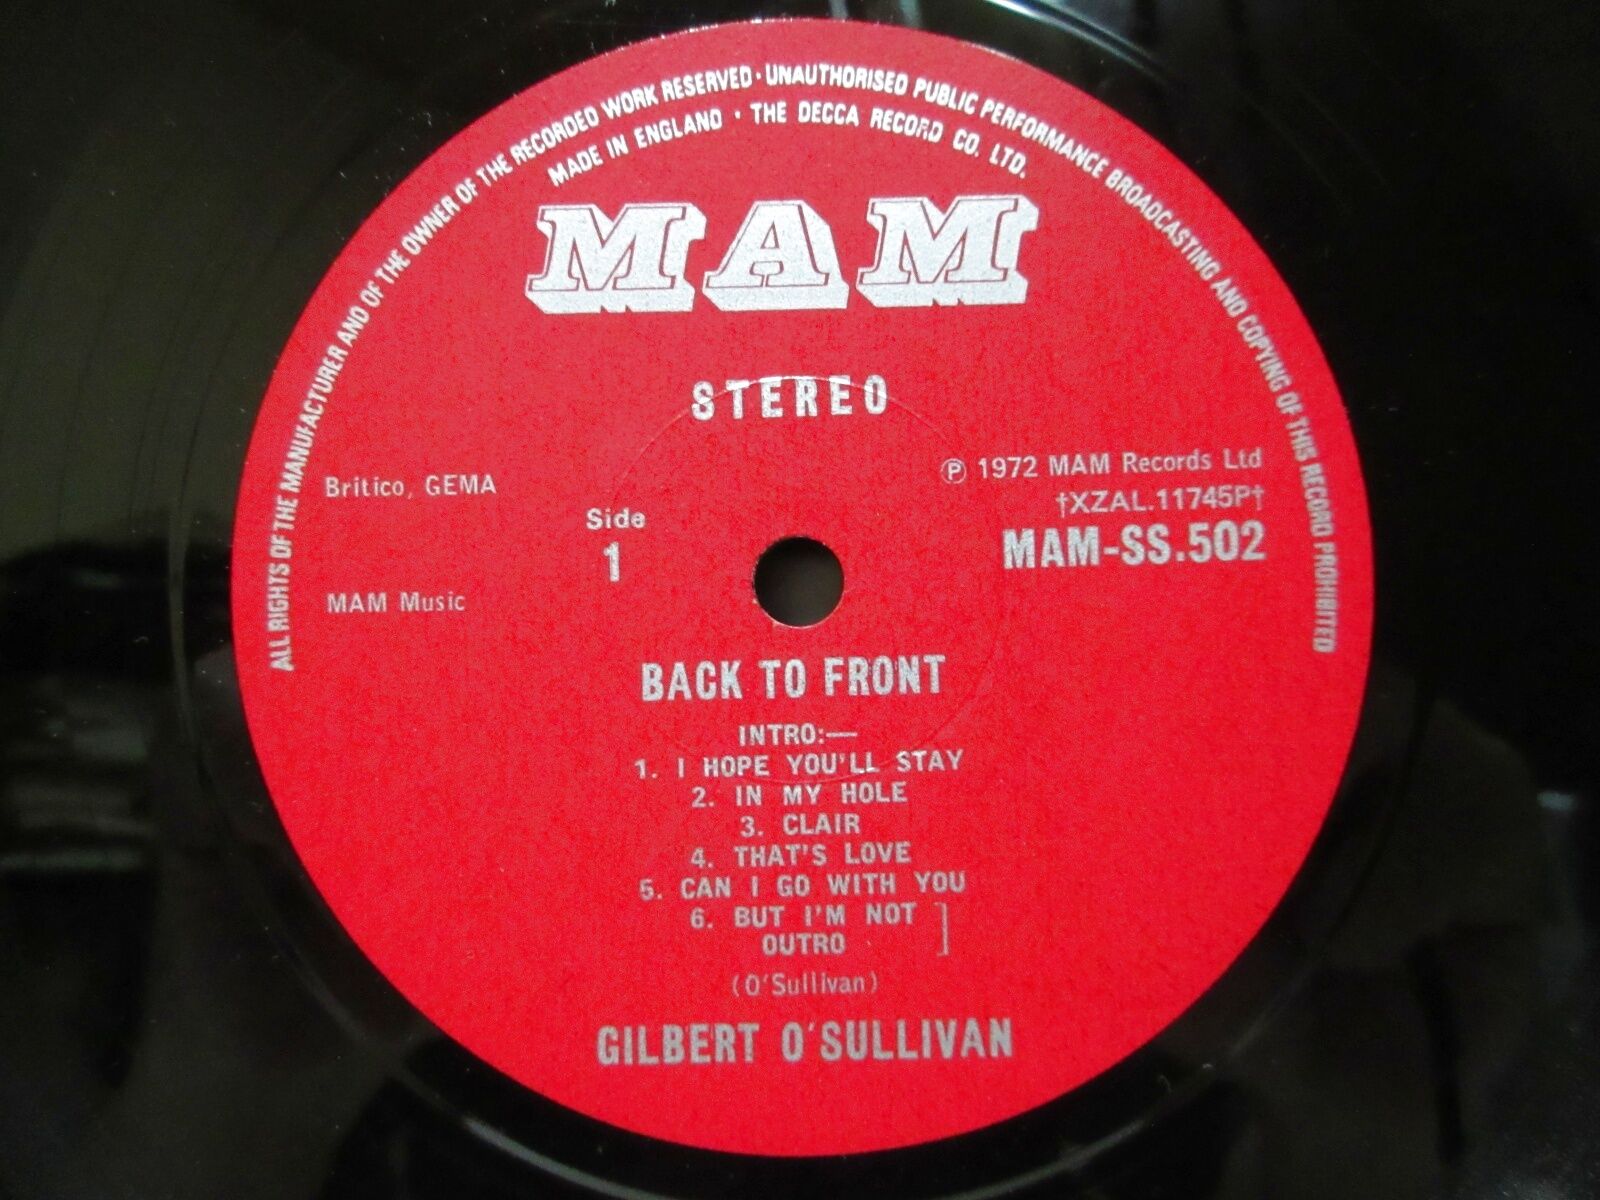 ALL RIGHTS OF THE MANUFACTURER AND OF THE OWNER OF THE RECORDED WORK RESERVED · UNAUTHORISED PUBLIC PERFORMANCE BROADCASTING AND COPYING OF THIS RECORD PROHIBITED
MADE IN ENGLAND · THE DECCA RECORD CO. LTD.
MAM
STEREO
Britico, GEMA
Ⓟ 1972 MAM Records Ltd
†XZAL.11745P†
Side
1
MAM-SS.502
MAM Music
BACK TO FRONT
INTRO:—
1. I HOPE YOU'LL STAY
2. IN MY HOLE
3. CLAIR
4. THAT'S LOVE
5. CAN I GO WITH YOU
6. BUT I'M NOT ]
OUTRO
(O'Sullivan)
GILBERT O'SULLIVAN